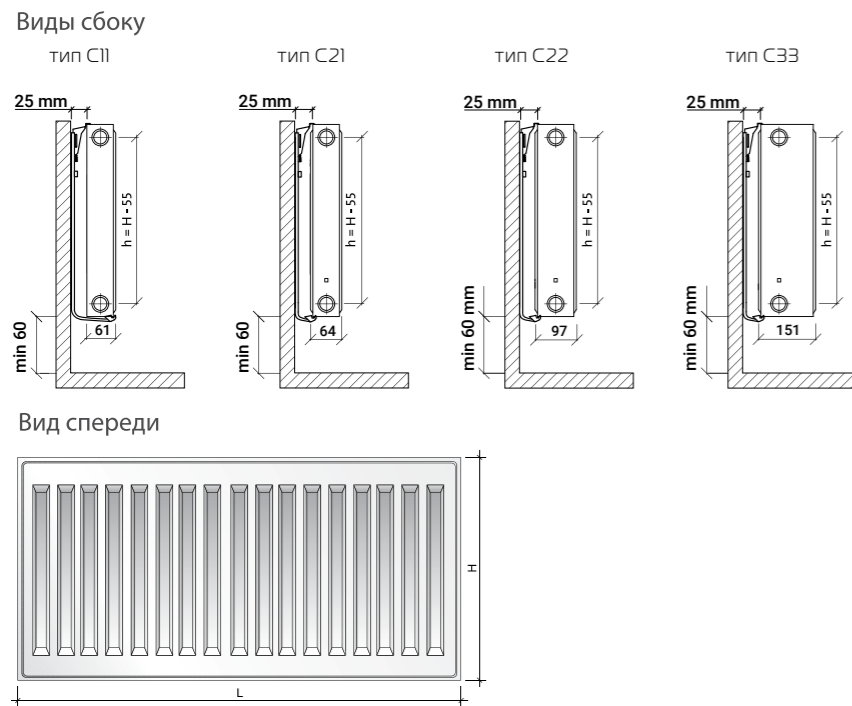 Виды сбоку
тип C11
тип C21
тип C22
тип C33
25 mm
25 mm
25 mm
25 mm
h = H - 55
h = H - 55
h = H - 55
h = H - 55
min 60
61
min 60
64
min 60 mm
97
min 60 mm
151
Вид спереди
H
L